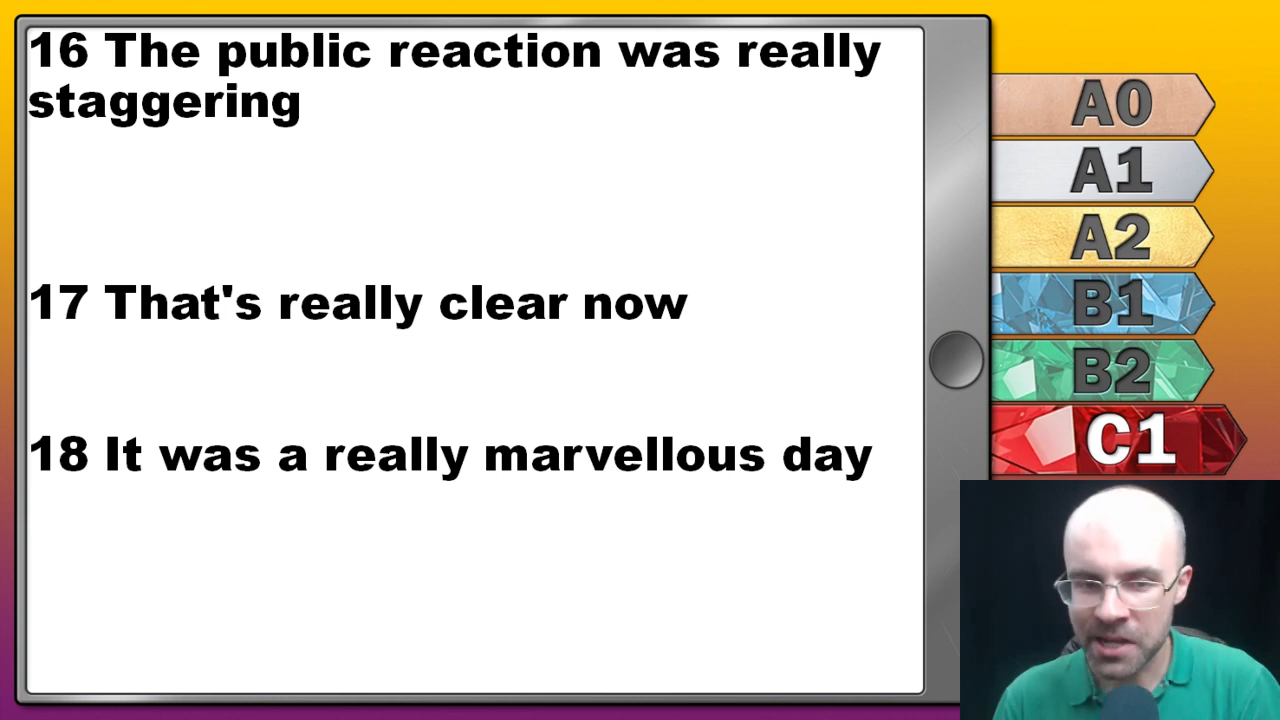 16 The public reaction was really
staggering
17 That's really clear now
18 It was a really marvellous day
A0
A1
A2
B1
B2
C1